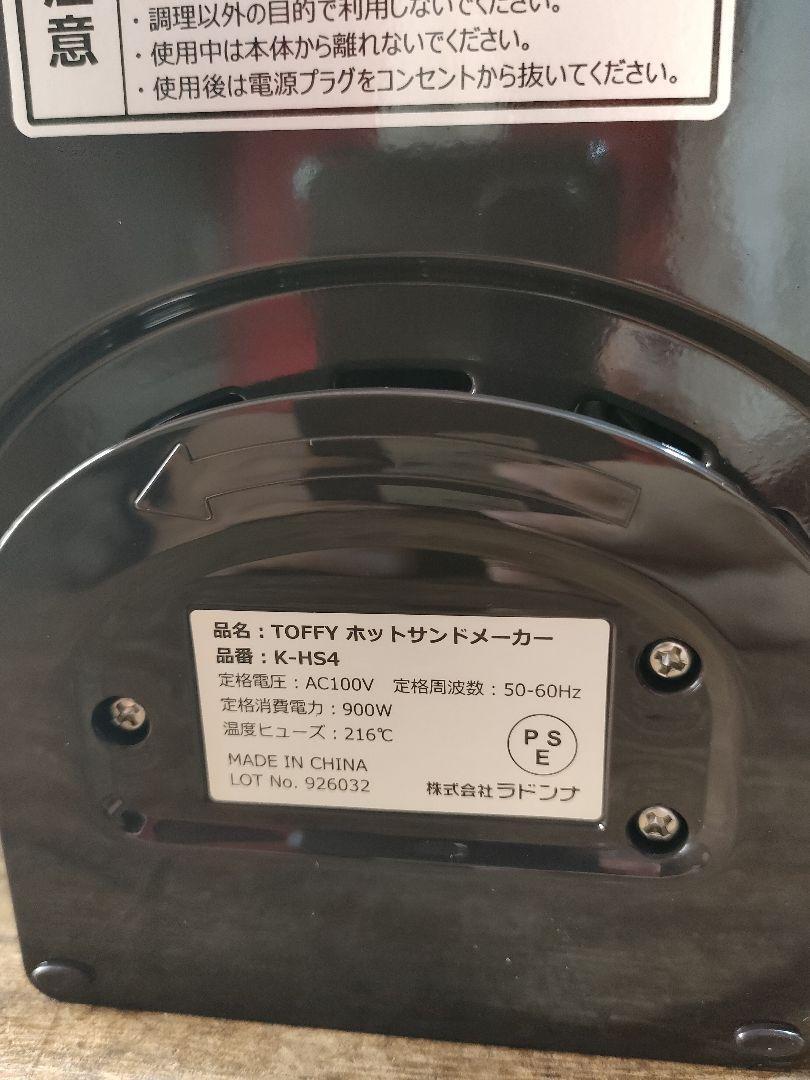 ・調理以外の目的で利用しないでください。
注意
・使用中は本体から離れないでください。
・使用後は電源プラグをコンセントから抜いてください。
品名：TOFFY ホットサンドメーカー
品番：K-HS4
定格電圧：AC100V 定格周波数：50-60Hz
定格消費電力：900W
温度ヒューズ：216℃
PS
E
MADE IN CHINA
LOT No. 926032
株式会社ラドンナ